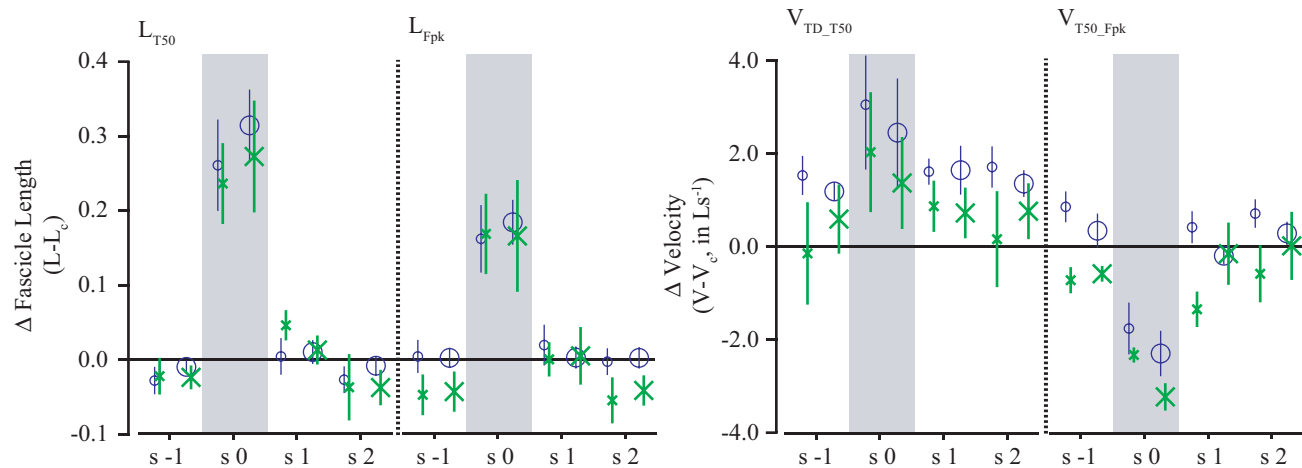 L_T50
L_Fpk
0.4
0.3
0.2
0.1
0.0
-0.1
Δ Fascicle Length
(L-L_c)
s -1 s 0 s 1 s 2 s -1 s 0 s 1 s 2
V_TD_T50
V_T50_Fpk
4.0
2.0
0.0
-2.0
-4.0
Δ Velocity
(V-V_c, in Ls⁻¹)
s -1 s 0 s 1 s 2 s -1 s 0 s 1 s 2